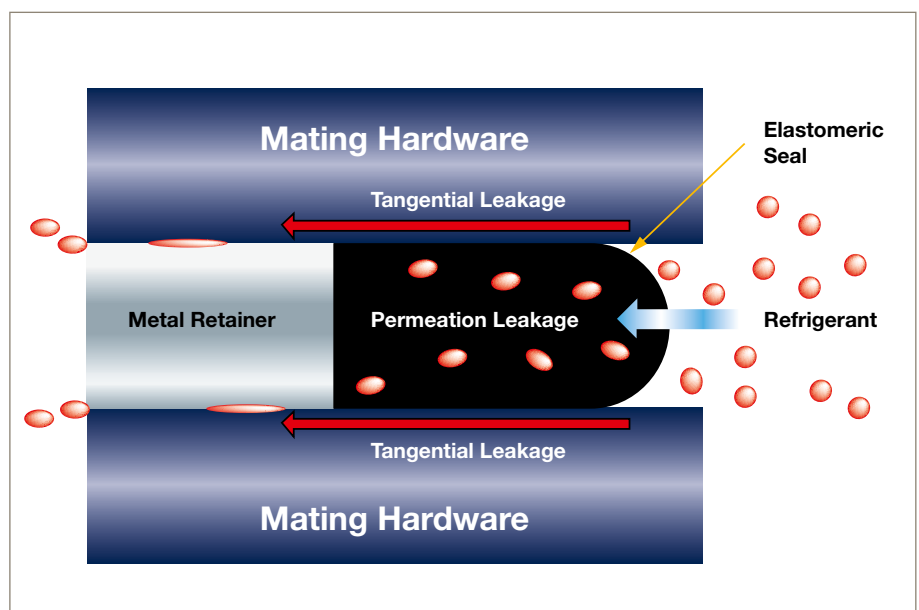 Mating Hardware
Elastomeric
Seal
Tangential Leakage
Metal Retainer
Permeation Leakage
Refrigerant
Tangential Leakage
Mating Hardware